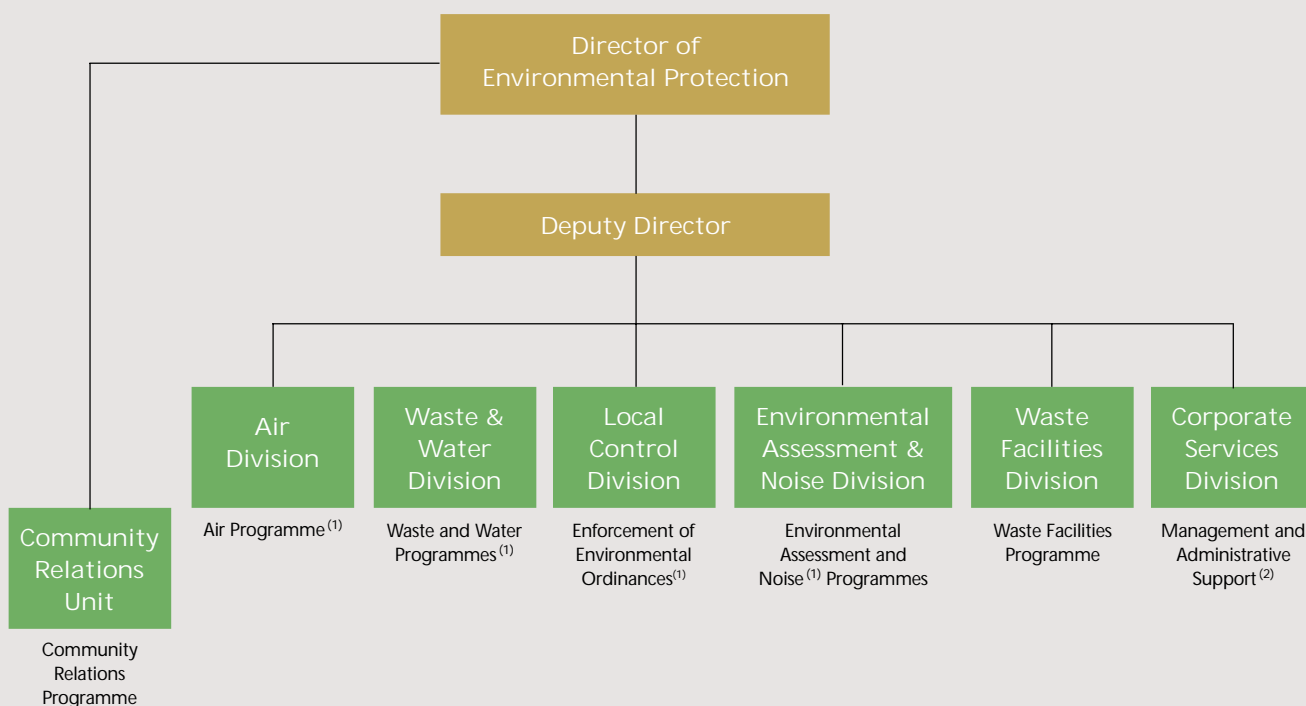 Director of
Environmental Protection
Deputy Director
Air
Division
Air Programme(1)
Waste &
Water
Division
Waste and Water
Programmes(1)
Local
Control
Division
Enforcement of
Environmental
Ordinances(1)
Environmental
Assessment &
Noise Division
Environmental
Assessment and
Noise(1) Programmes
Waste
Facilities
Division
Waste Facilities
Programme
Corporate
Services
Division
Management and
Administrative
Support(2)
Community
Relations
Unit
Community
Relations
Programme